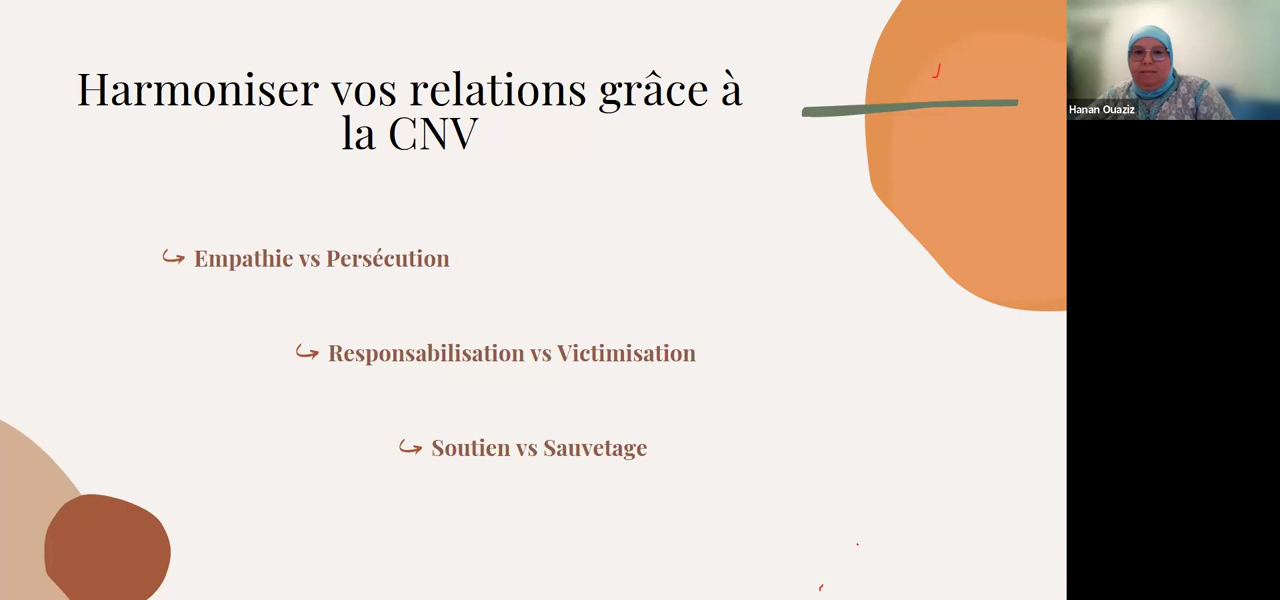 Harmoniser vos relations grâce à
la CNV
Empathie vs Persécution
Responsabilisation vs Victimisation
Soutien vs Sauvetage
Hanan Ouaziz